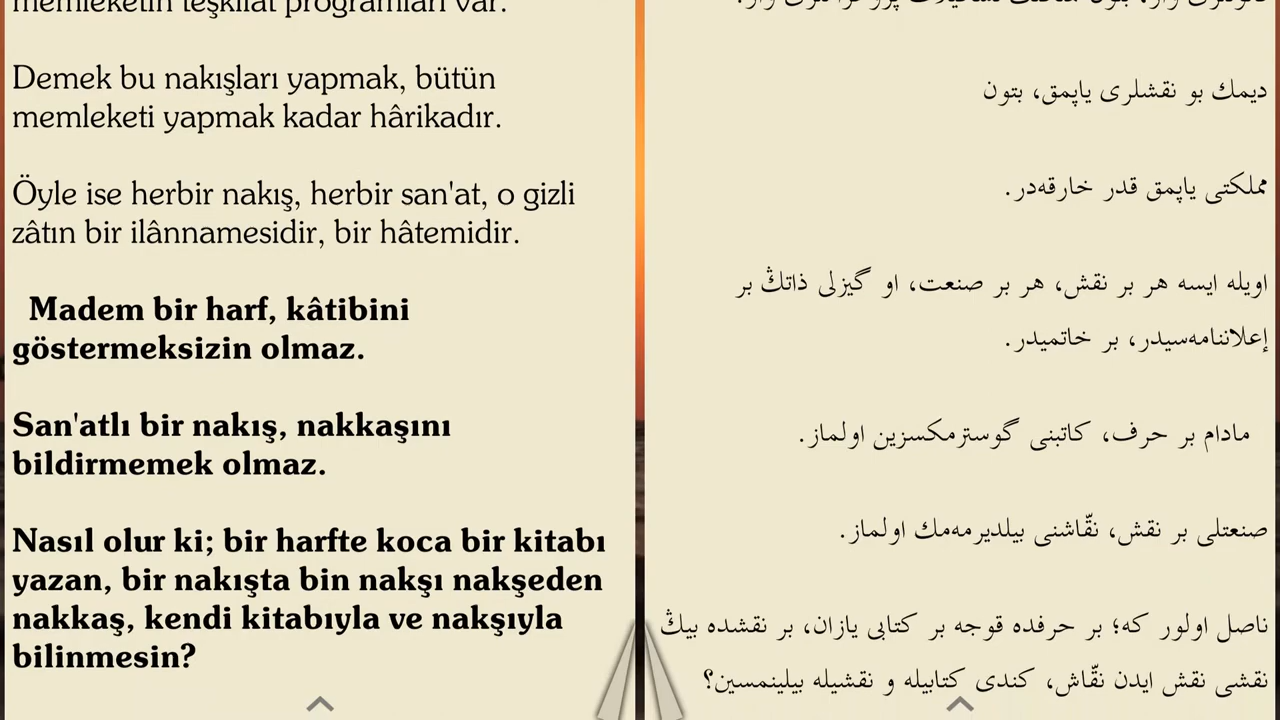 memleketin teşkilat programları var.
Demek bu nakışları yapmak, bütün
memleketi yapmak kadar hârikadır.
Öyle ise herbir nakış, herbir san'at, o gizli
zâtın bir ilânnamesidir, bir hâtemidir.
Madem bir harf, kâtibini
göstermeksizin olmaz.
San'atlı bir nakış, nakkaşını
bildirmemek olmaz.
Nasıl olur ki; bir harfte koca bir kitabı
yazan, bir nakışta bin nakşı nakşeden
nakkaş, kendi kitabıyla ve nakşıyla
bilinmesin?
ديمك بو نقشلری ياپمق، بتون
مملكتی ياپمق قدر خارقه‌در.
اويله ايسه هر بر نقش، هر بر صنعت، او گيزلی ذاتڭ بر
إعلاننامه‌سيدر، بر خاتميدر.
مادام بر حرف، كاتبنی گوسترمكسزين اولماز.
صنعتلی بر نقش، نقّاشنی بيلديرمه‌مك اولماز.
ناصل اولور كه؛ بر حرفده قوجه بر كتابی يازان، بر نقشده بيڭ
نقشی نقش ايدن نقّاش، كندی كتابيله و نقشيله بيلينمسين؟